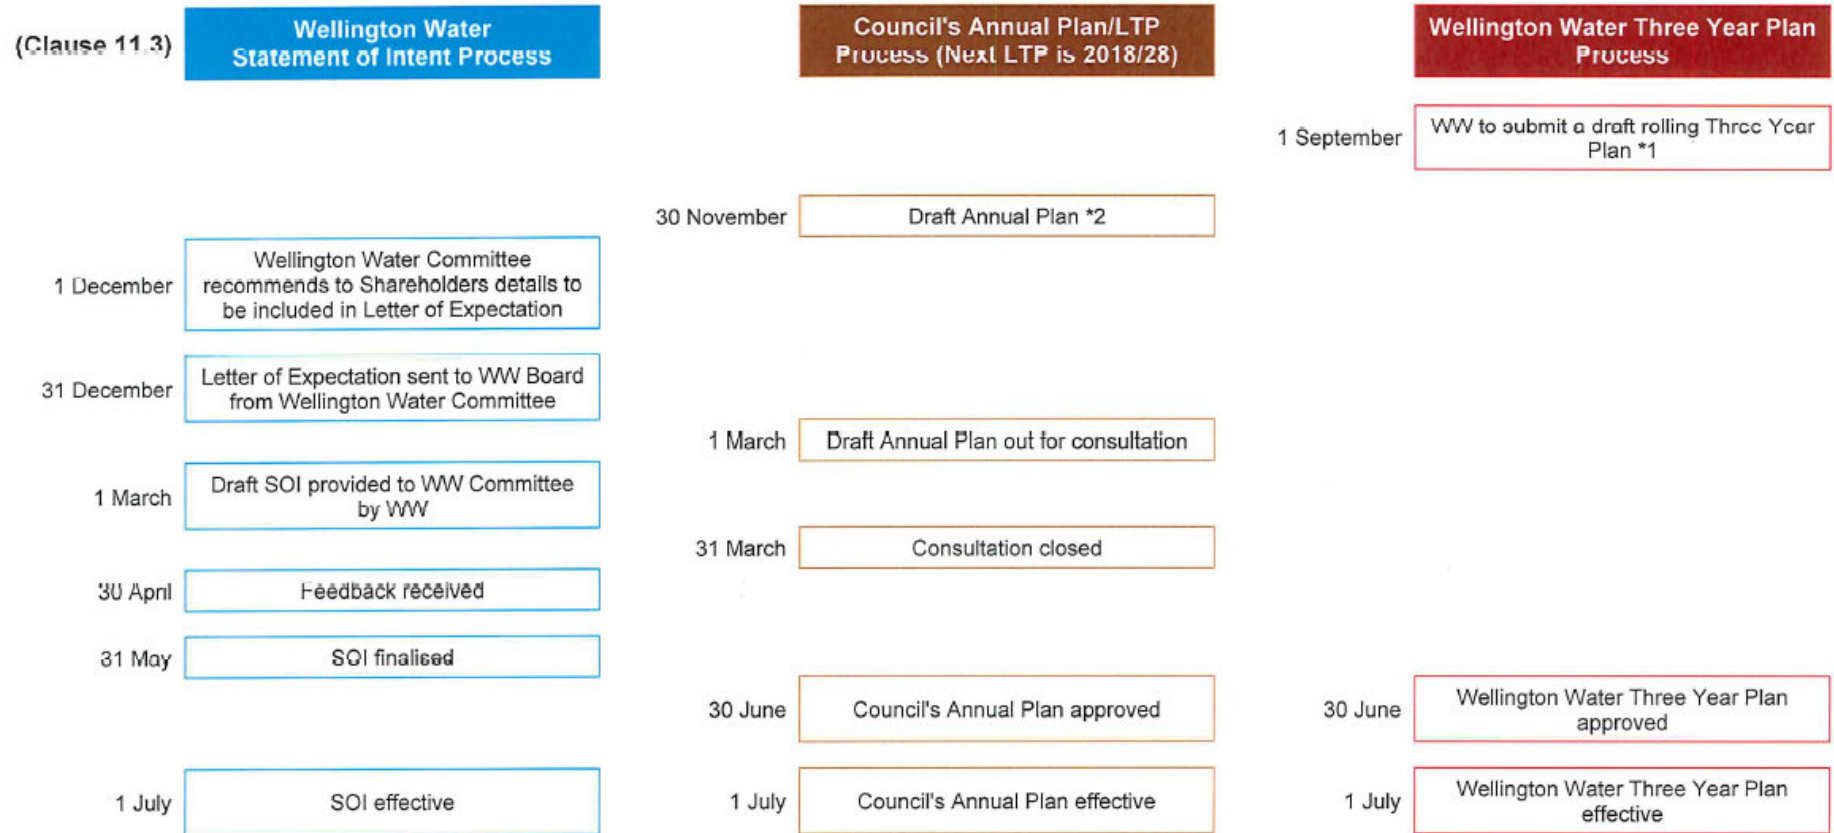 (Clause 11.3)
Wellington Water
Statement of Intent Process
Council's Annual Plan/LTP
Process (Next LTP is 2018/28)
Wellington Water Three Year Plan
Process
1 September
WW to submit a draft rolling Three Year
Plan *1
30 November
Draft Annual Plan *2
1 December
Wellington Water Committee
recommends to Shareholders details to
be included in Letter of Expectation
31 December
Letter of Expectation sent to WW Board
from Wellington Water Committee
1 March
Draft Annual Plan out for consultation
1 March
Draft SOI provided to WW Committee
by WW
31 March
Consultation closed
30 April
Feedback received
31 May
SOI finalised
30 June
Council's Annual Plan approved
30 June
Wellington Water Three Year Plan
approved
1 July
SOI effective
1 July
Council's Annual Plan effective
1 July
Wellington Water Three Year Plan
effective